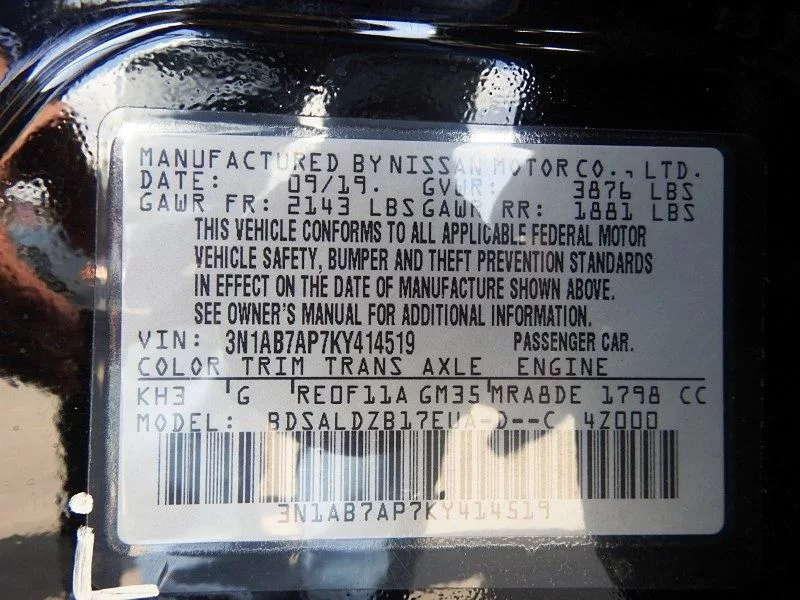 MANUFACTURED BY NISSAN MOTOR CO., LTD.
DATE: 09/19. GVWR: 3876 LBS
GAWR FR: 2143 LBS GAWR RR: 1881 LBS
THIS VEHICLE CONFORMS TO ALL APPLICABLE FEDERAL MOTOR
VEHICLE SAFETY, BUMPER AND THEFT PREVENTION STANDARDS
IN EFFECT ON THE DATE OF MANUFACTURE SHOWN ABOVE.
SEE OWNER'S MANUAL FOR ADDITIONAL INFORMATION.
VIN: 3N1AB7AP7KY414519 PASSENGER CAR.
COLOR TRIM TRANS AXLE ENGINE
KH3 G RE0F11A GM35 MRA8DE 1798 CC
MODEL: BDSALDZB17EUA-D--C 4Z000
3N1AB7AP7KY414519